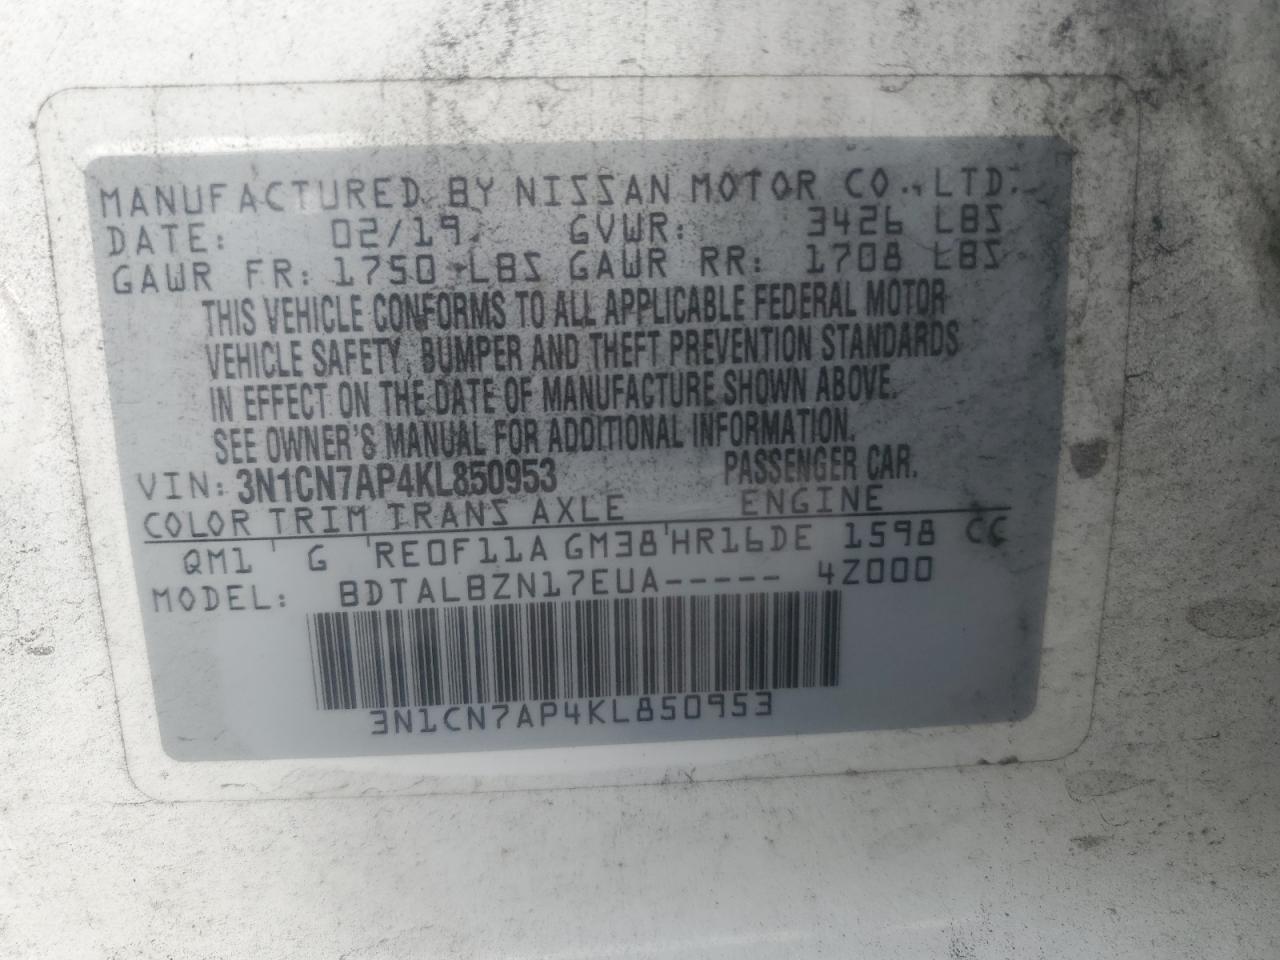 MANUFACTURED BY NISSAN MOTOR CO., LTD.
DATE: 02/19 GVWR: 3426 LBS
GAWR FR: 1750 LBS GAWR RR: 1708 LBS
THIS VEHICLE CONFORMS TO ALL APPLICABLE FEDERAL MOTOR
VEHICLE SAFETY, BUMPER AND THEFT PREVENTION STANDARDS
IN EFFECT ON THE DATE OF MANUFACTURE SHOWN ABOVE.
SEE OWNER'S MANUAL FOR ADDITIONAL INFORMATION.
VIN: 3N1CN7AP4KL850953 PASSENGER CAR.
COLOR TRIM TRANS AXLE ENGINE
QM1 G RE0F11A GM38 HR16DE 1598 CC
MODEL: BDTALBZN17EUA----- 4Z000
3N1CN7AP4KL850953